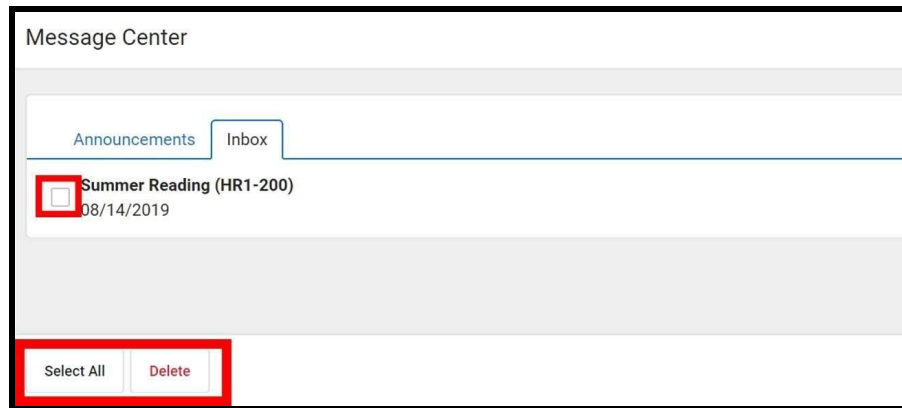 Message Center
Announcements Inbox
Summer Reading (HR1-200)
08/14/2019
Select All Delete